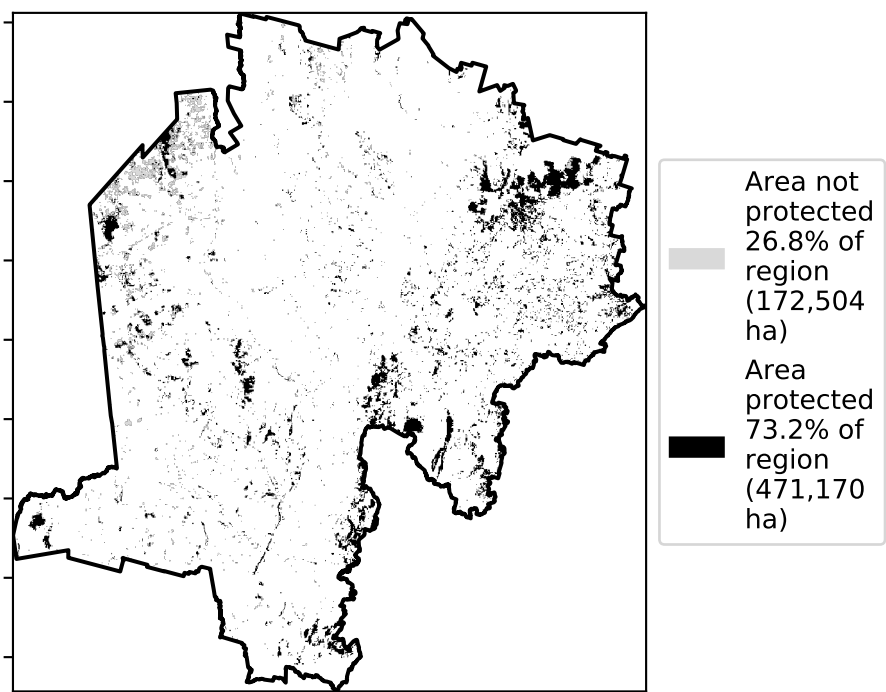 Area not
protected
26.8% of
region
(172,504
ha)
Area
protected
73.2% of
region
(471,170
ha)